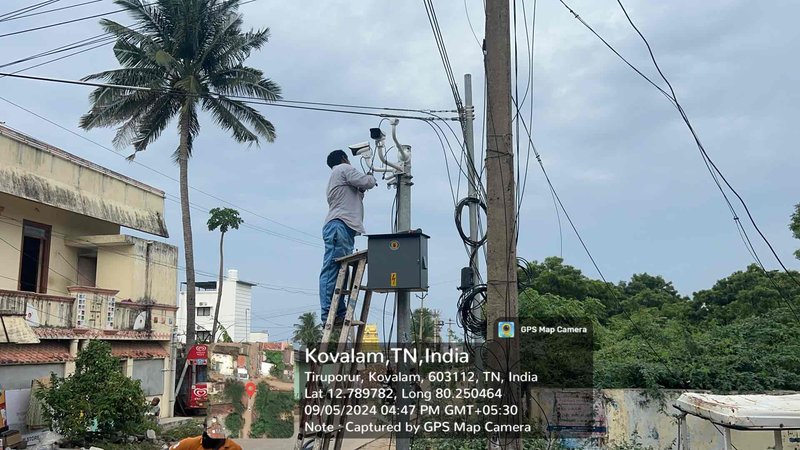 GPS Map Camera
Kovalam,TN,India
Tiruporur, Kovalam, 603112, TN, India
Lat 12.789782, Long 80.250464
09/05/2024 04:47 PM GMT+05:30
Note : Captured by GPS Map Camera